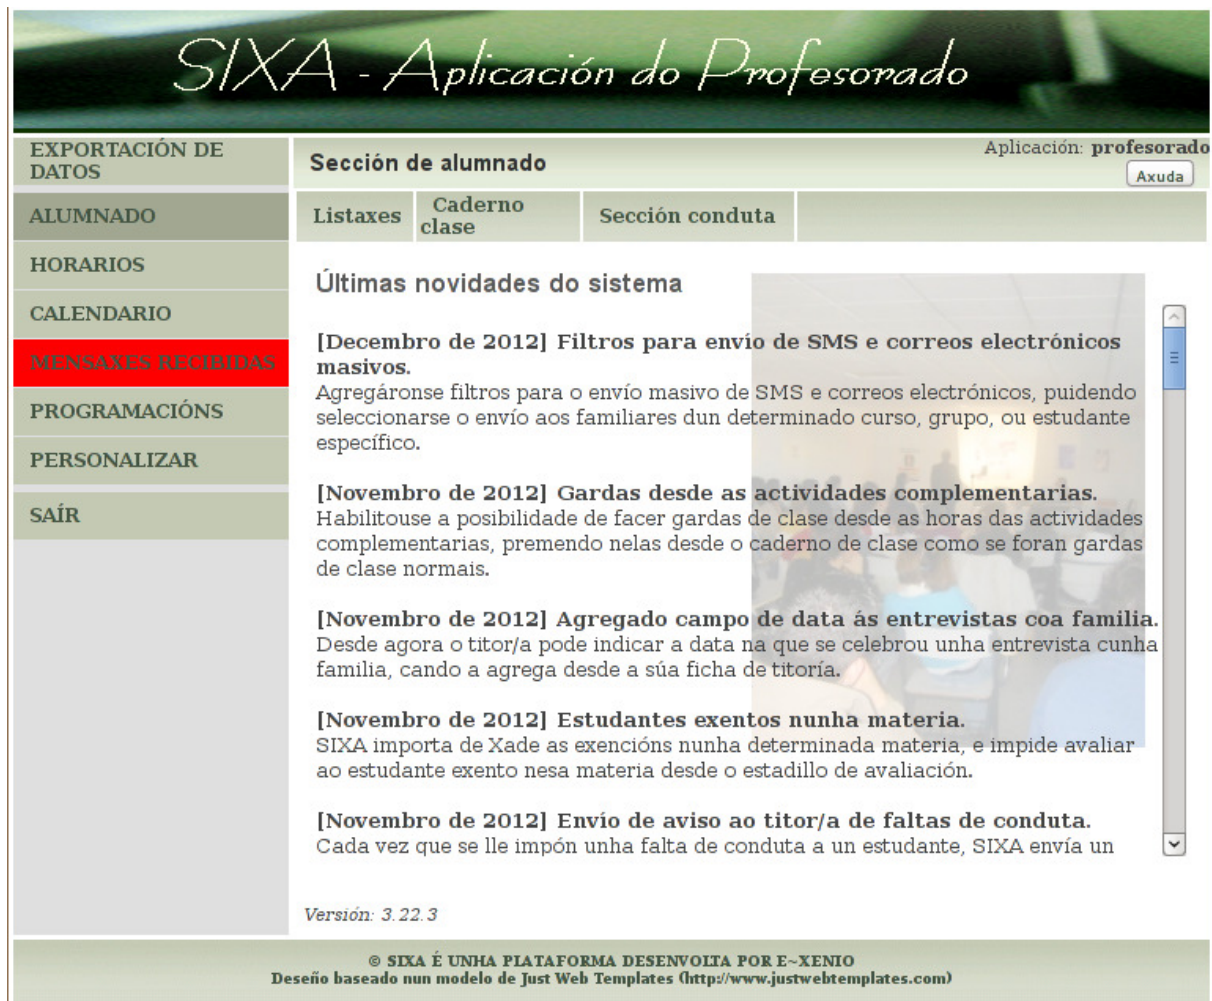 SIXA - Aplicación do Profesorado
EXPORTACIÓN DE
DATOS
ALUMNADO
HORARIOS
CALENDARIO
MENSAXES RECIBIDAS
PROGRAMACIÓNS
PERSONALIZAR
SAÍR
Sección de alumnado
Aplicación: profesorado
Axuda
Listaxes
Caderno
clase
Sección conduta
Últimas novidades do sistema
[Decembro de 2012] Filtros para envío de SMS e correos electrónicos
masivos.
Agregáronse filtros para o envío masivo de SMS e correos electrónicos, puidendo
seleccionarse o envío aos familiares dun determinado curso, grupo, ou estudante
específico.
[Novembro de 2012] Gardas desde as actividades complementarias.
Habilitouse a posibilidade de facer gardas de clase desde as horas das actividades
complementarias, premendo nelas desde o caderno de clase como se foran gardas
de clase normais.
[Novembro de 2012] Agregado campo de data ás entrevistas coa familia.
Desde agora o titor/a pode indicar a data na que se celebrou unha entrevista cunha
familia, cando a agrega desde a súa ficha de titoría.
[Novembro de 2012] Estudantes exentos nunha materia.
SIXA importa de Xade as exencións nunha determinada materia, e impide avaliar
ao estudante exento nesa materia desde o estadillo de avaliación.
[Novembro de 2012] Envío de aviso ao titor/a de faltas de conduta.
Cada vez que se lle impón unha falta de conduta a un estudante, SIXA envía un
Versión: 3.22.3
© SIXA É UNHA PLATAFORMA DESENVOLTA POR E~XENIO
Deseño baseado nun modelo de Just Web Templates (http://www.justwebtemplates.com)